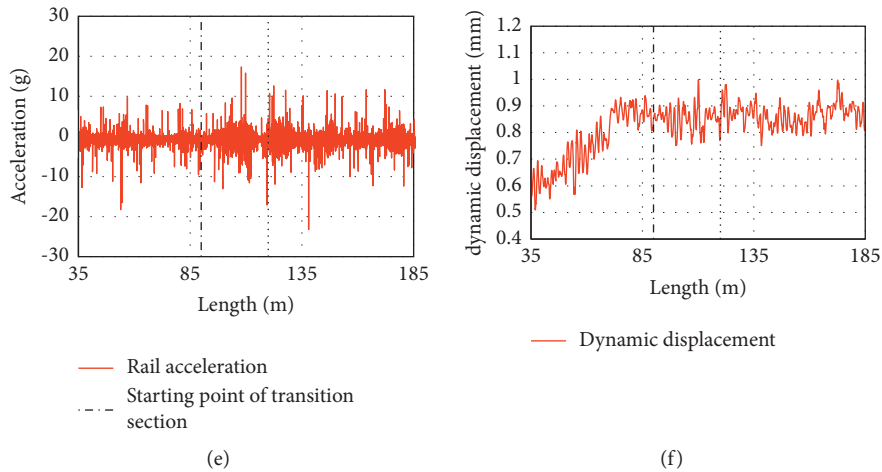 30
20
10
0
-10
-20
-30
Acceleration (g)
35
85
135
185
Length (m)
Rail acceleration
Starting point of transition
section
(e)
1.2
1.1
1
0.9
0.8
0.7
0.6
0.5
0.4
dynamic displacement (mm)
35
85
135
185
Length (m)
Dynamic displacement
(f)